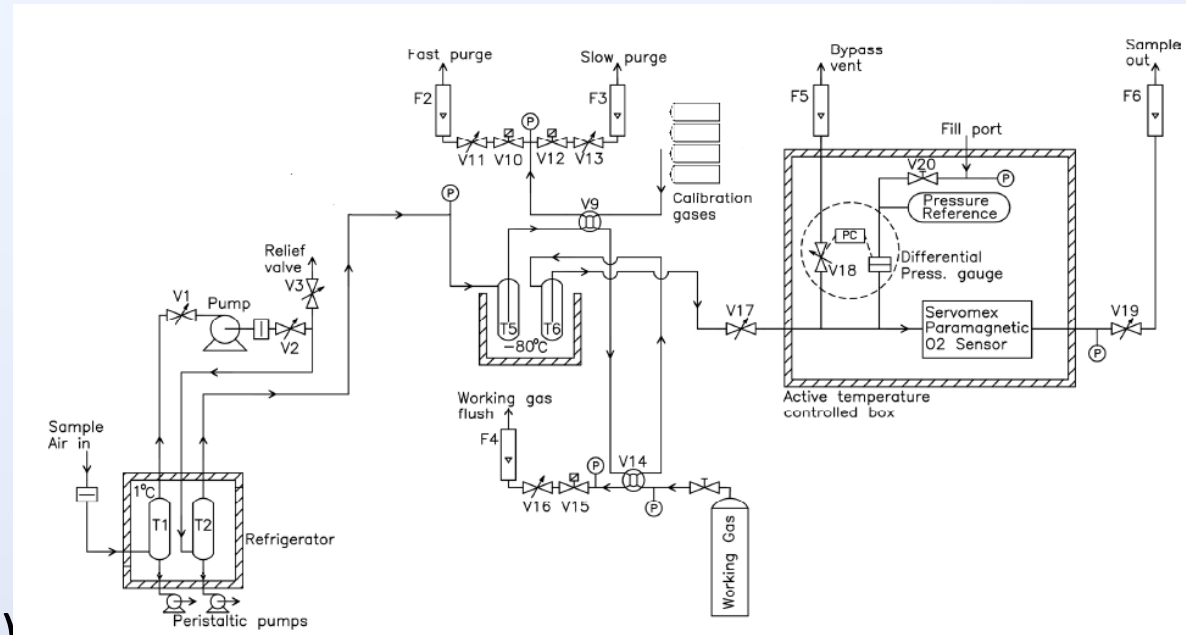 Fast purge
Slow purge
F2
F3
P
V11
V10
V12
V13
Calibration
gases
V9
P
Relief
valve
V3
V1
Pump
V2
T5
T6
-80°C
Sample
Air in
1°C
T1
T2
Refrigerator
Peristaltic pumps
Working gas
flush
F4
P
V14
V16
V15
P
Working Gas
V17
Bypass
vent
F5
Sample
out
F6
Fill port
V20
P
Pressure
Reference
PC
V18
Differential
Press. gauge
Servomex
Paramagnetic
O2 Sensor
V19
P
Active temperature
controlled box
)